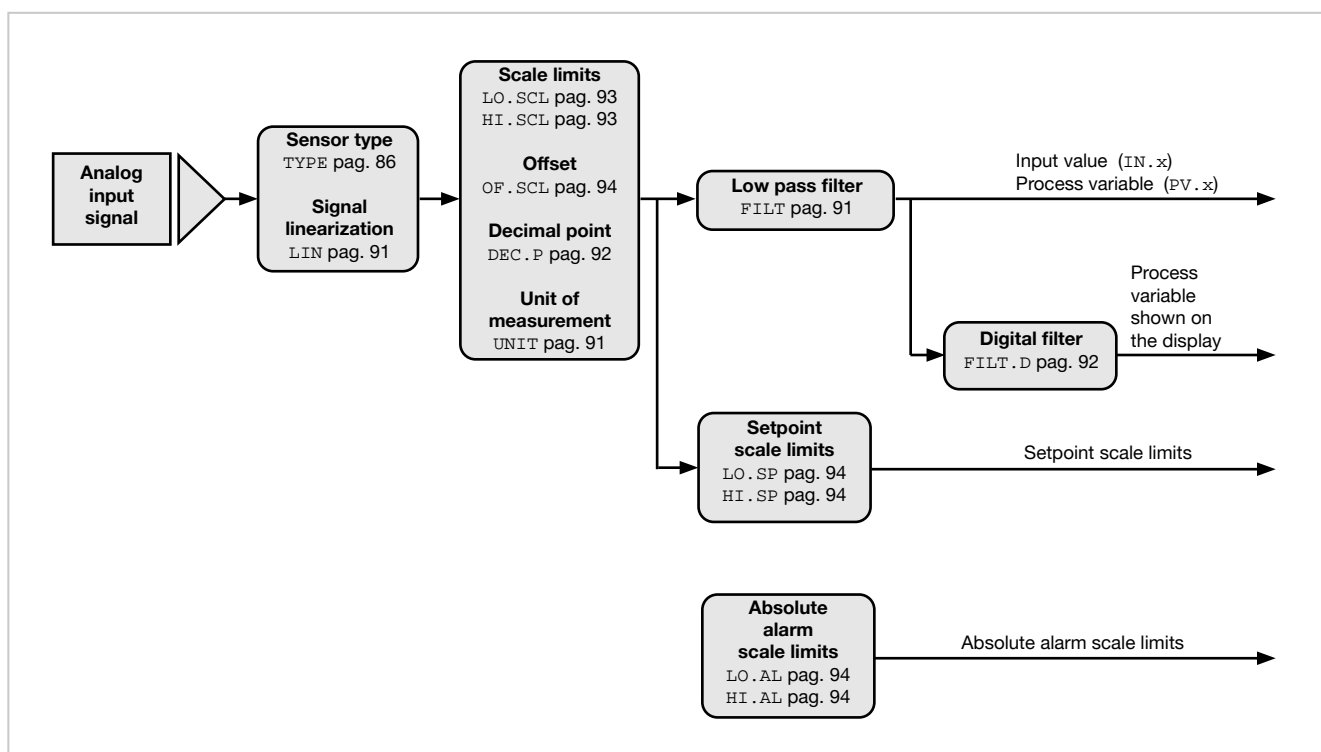 Analog
input
signal
Sensor type
TYPE pag. 86
Signal
linearization
LIN pag. 91
Scale limits
LO.SCL pag. 93
HI.SCL pag. 93
Offset
OF.SCL pag. 94
Decimal point
DEC.P pag. 92
Unit of
measurement
UNIT pag. 91
Low pass filter
FILT pag. 91
Input value (IN.x)
Process variable (PV.x)
Digital filter
FILT.D pag. 92
Process
variable
shown on
the display
Setpoint
scale limits
LO.SP pag. 94
HI.SP pag. 94
Setpoint scale limits
Absolute
alarm
scale limits
LO.AL pag. 94
HI.AL pag. 94
Absolute alarm scale limits